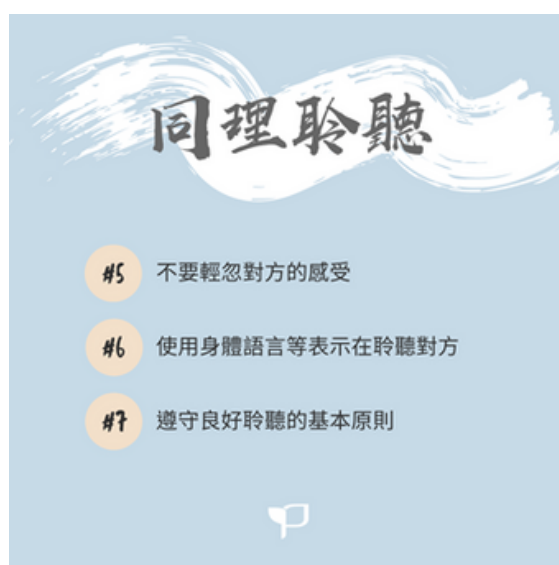 同理聆聽
#5 不要輕忽對方的感受
#6 使用身體語言等表示在聆聽對方
#7 遵守良好聆聽的基本原則